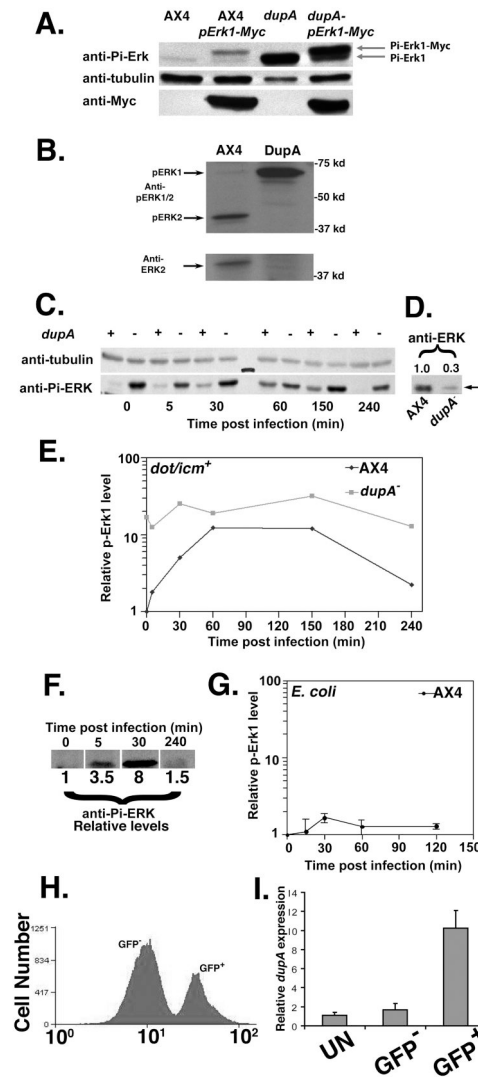 A.
AX4 AX4 dupA dupA-
pErk1-Myc pErk1-Myc
anti-Pi-Erk Pi-Erk1-Myc
Pi-Erk1
anti-tubulin
anti-Myc
B.
AX4 DupA
-75 kd
pERK1
Anti-
pERK1/2
-50 kd
pERK2
-37 kd
Anti-
ERK2
-37 kd
C.
dupA + - + - + - + - + - + -
anti-tubulin
anti-Pi-ERK
0 5 30 60 150 240
Time post infection (min)
D.
anti-ERK
1.0 0.3
AX4 dupA-
E.
dot/icm+
AX4
dupA-
Relative p-Erk1 level
100
10
1
0 30 60 90 120 150 180 210 240
Time post infection (min)
F.
Time post infection (min)
0 5 30 240
1 3.5 8 1.5
anti-Pi-ERK
Relative levels
G.
E. coli
AX4
Relative p-Erk1 level
100
10
1
0 30 60 90 120 150
Time post infection (min)
H.
Cell Number
1251
834
417
0
GFP-
GFP+
10⁰ 10¹ 10²
I.
Relative dupA expression
14
12
10
8
6
4
2
0
UN GFP- GFP+